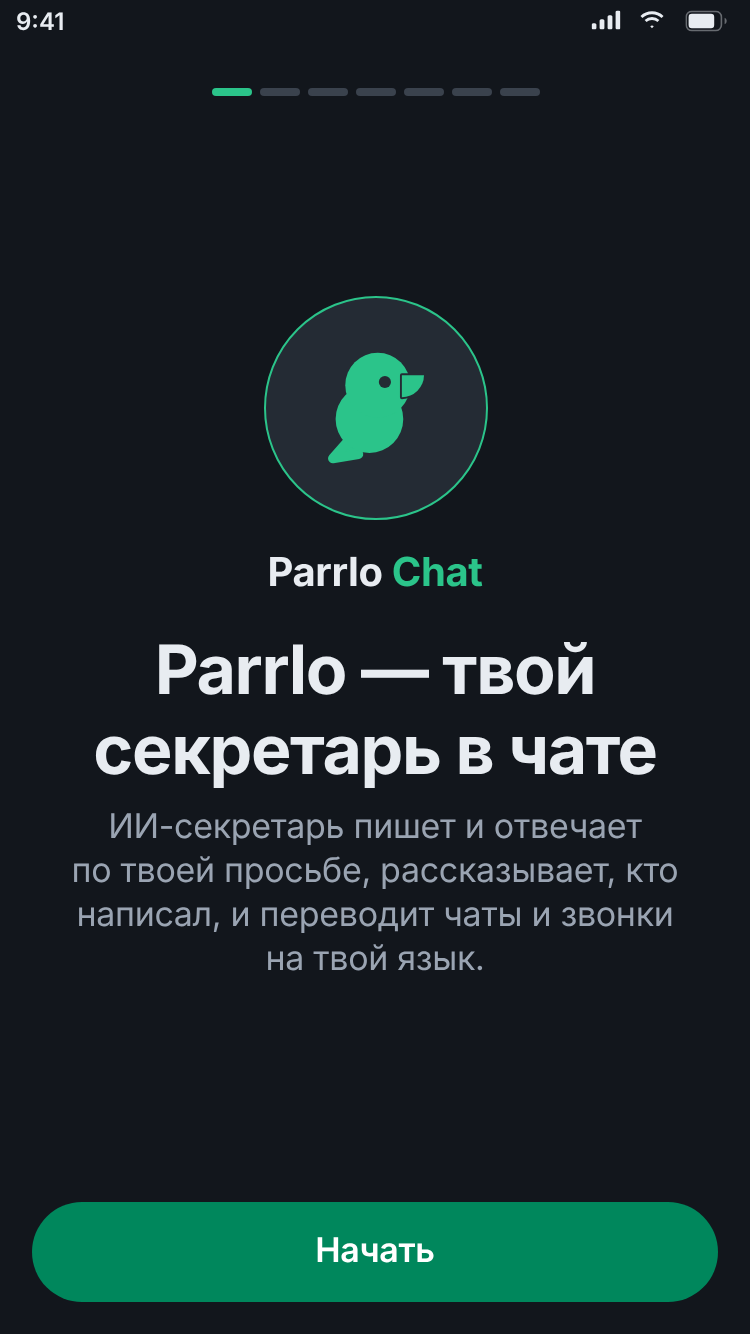 9:41
Parrlo Chat
Parrlo — твой
секретарь в чате
ИИ-секретарь пишет и отвечает
по твоей просьбе, рассказывает, кто
написал, и переводит чаты и звонки
на твой язык.
Начать